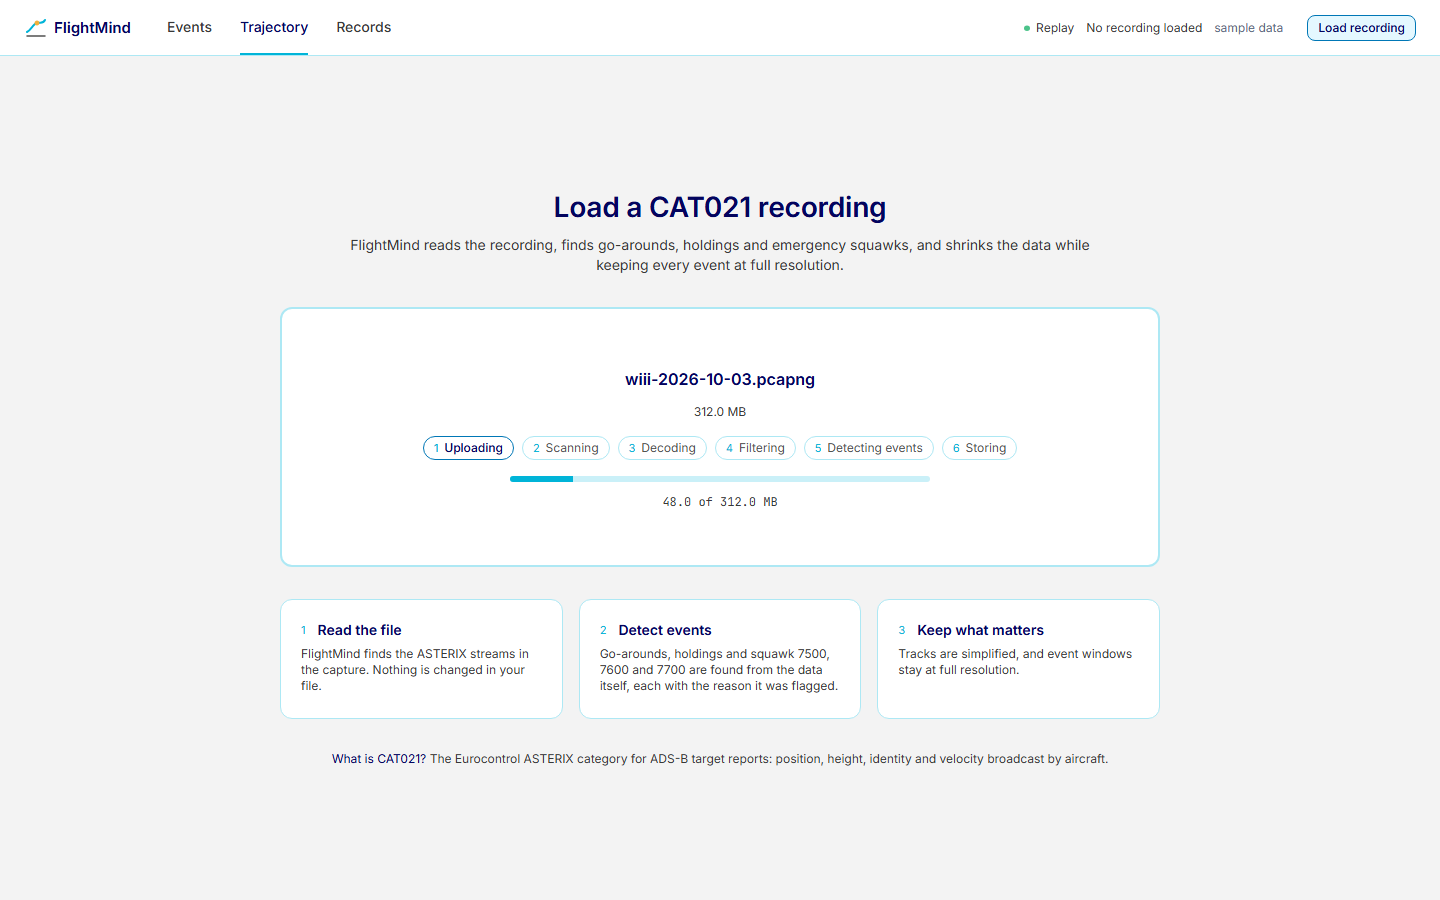 FlightMind
Events
Trajectory
Records
Replay
No recording loaded
sample data
Load recording
Load a CAT021 recording
FlightMind reads the recording, finds go-arounds, holdings and emergency squawks, and shrinks the data while
keeping every event at full resolution.
wiii-2026-10-03.pcapng
312.0 MB
1 Uploading
2 Scanning
3 Decoding
4 Filtering
5 Detecting events
6 Storing
48.0 of 312.0 MB
1 Read the file
FlightMind finds the ASTERIX streams in
the capture. Nothing is changed in your
file.
2 Detect events
Go-arounds, holdings and squawk 7500,
7600 and 7700 are found from the data
itself, each with the reason it was flagged.
3 Keep what matters
Tracks are simplified, and event windows
stay at full resolution.
What is CAT021? The Eurocontrol ASTERIX category for ADS-B target reports: position, height, identity and velocity broadcast by aircraft.